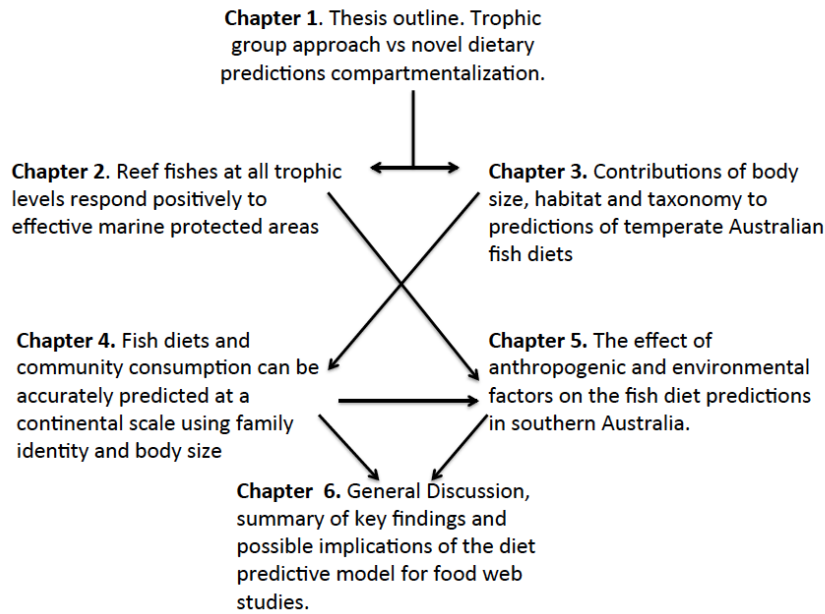 Chapter 1. Thesis outline. Trophic
group approach vs novel dietary
predictions compartmentalization.
Chapter 2. Reef fishes at all trophic
levels respond positively to
effective marine protected areas
Chapter 3. Contributions of body
size, habitat and taxonomy to
predictions of temperate Australian
fish diets
Chapter 4. Fish diets and
community consumption can be
accurately predicted at a
continental scale using family
identity and body size
Chapter 5. The effect of
anthropogenic and environmental
factors on the fish diet predictions
in southern Australia.
Chapter 6. General Discussion,
summary of key findings and
possible implications of the diet
predictive model for food web
studies.